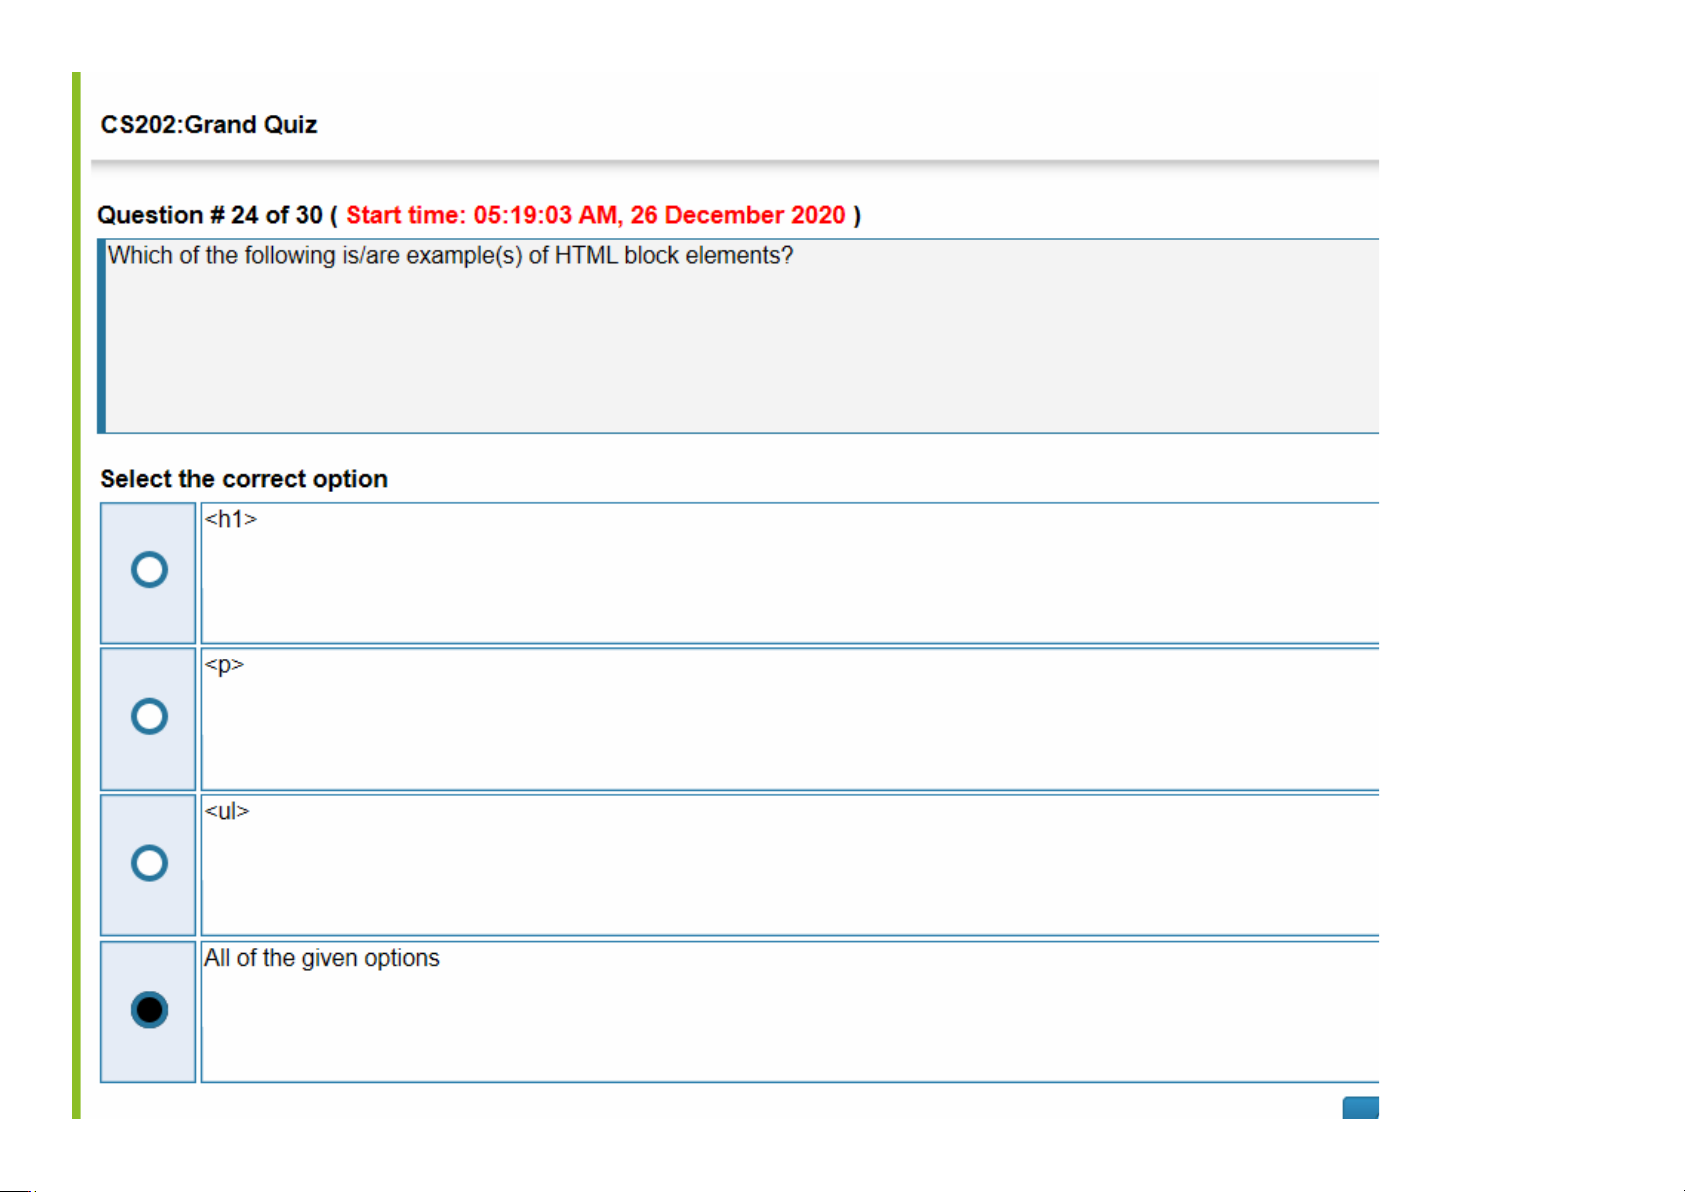 CS202:Grand Quiz
Question # 24 of 30 ( Start time: 05:19:03 AM, 26 December 2020 )
Which of the following is/are example(s) of HTML block elements?
Select the correct option
<h1>
<p>
<ul>
All of the given options